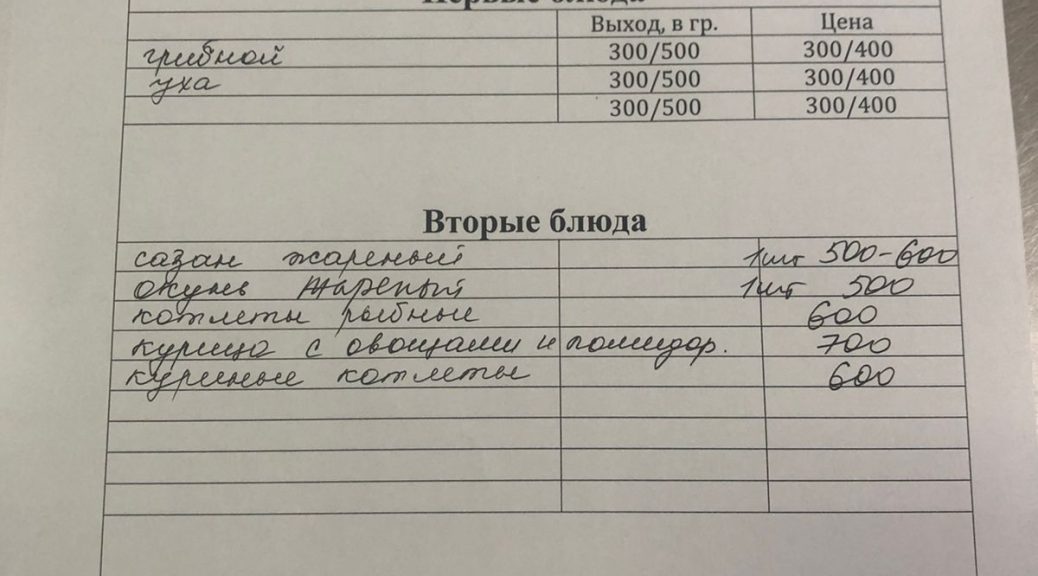 Первые блюда
Выход, в гр. Цена
грибной 300/500 300/400
уха 300/500 300/400
300/500 300/400
Вторые блюда
сазан жареный 1шт 500-600
окунь жареный 1шт 500
котлеты рыбные 600
курица с овощами и помидор. 700
куриные котлеты 600